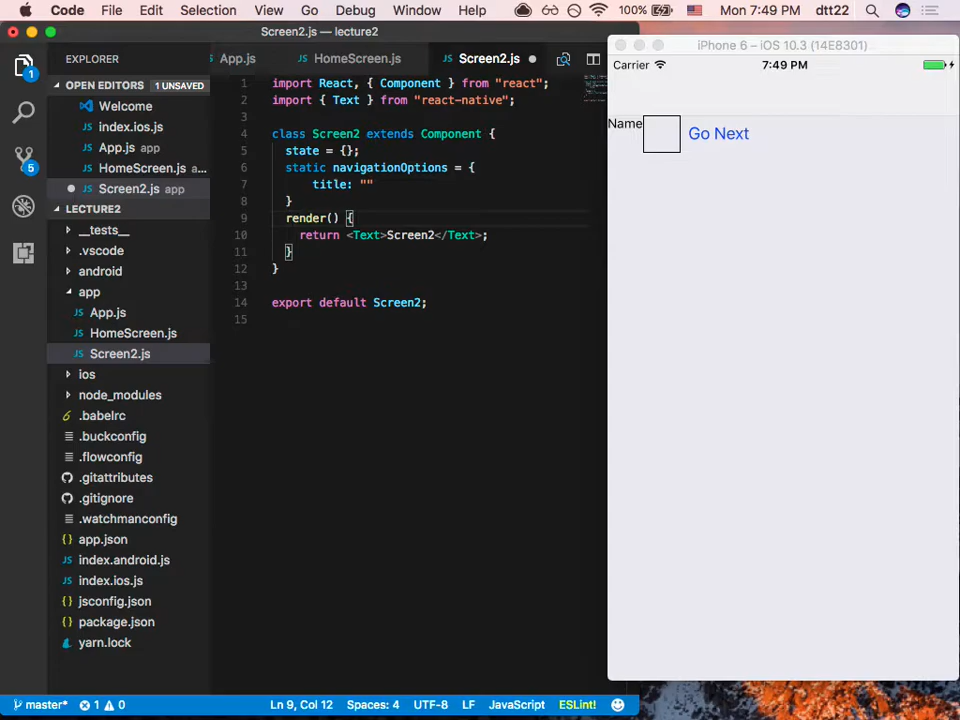 Code File Edit Selection View Go Debug Window Help 100% Mon 7:49 PM dtt22
Screen2.js — lecture2
EXPLORER
OPEN EDITORS 1 UNSAVED
Welcome
index.ios.js
App.js app
HomeScreen.js a...
Screen2.js app
LECTURE2
__tests__
.vscode
android
app
App.js
HomeScreen.js
Screen2.js
ios
node_modules
.babelrc
.buckconfig
.flowconfig
.gitattributes
.gitignore
.watchmanconfig
app.json
index.android.js
index.ios.js
jsconfig.json
package.json
yarn.lock
1
5
App.js HomeScreen.js Screen2.js
1 import React, { Component } from "react";
2 import { Text } from "react-native";
3
4 class Screen2 extends Component {
5 state = {};
6 static navigationOptions = {
7 title: ""
8 }
9 render() {
10 return <Text>Screen2</Text>;
11 }
12 }
13
14 export default Screen2;
15
iPhone 6 – iOS 10.3 (14E8301)
Carrier 7:49 PM
Name Go Next
master* 1 0 Ln 9, Col 12 Spaces: 4 UTF-8 LF JavaScript ESLint!